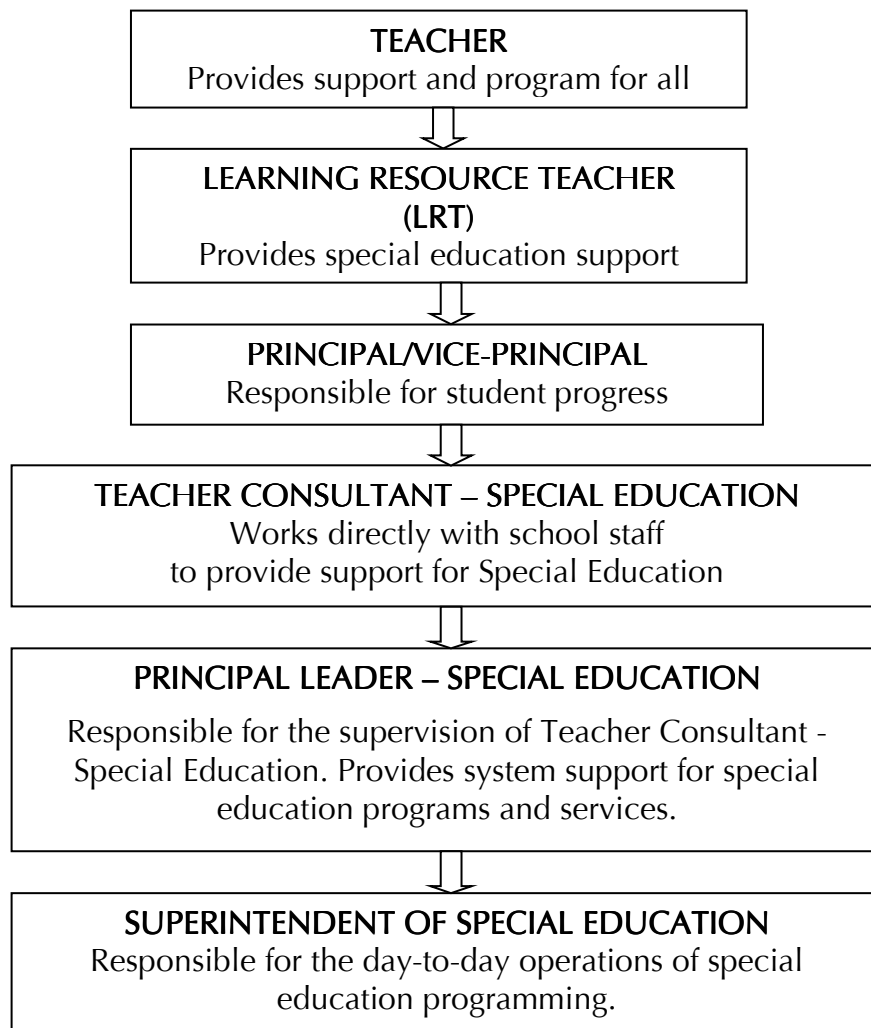 TEACHER
Provides support and program for all
LEARNING RESOURCE TEACHER
(LRT)
Provides special education support
PRINCIPAL/VICE-PRINCIPAL
Responsible for student progress
TEACHER CONSULTANT – SPECIAL EDUCATION
Works directly with school staff
to provide support for Special Education
PRINCIPAL LEADER – SPECIAL EDUCATION
Responsible for the supervision of Teacher Consultant -
Special Education. Provides system support for special
education programs and services.
SUPERINTENDENT OF SPECIAL EDUCATION
Responsible for the day-to-day operations of special
education programming.